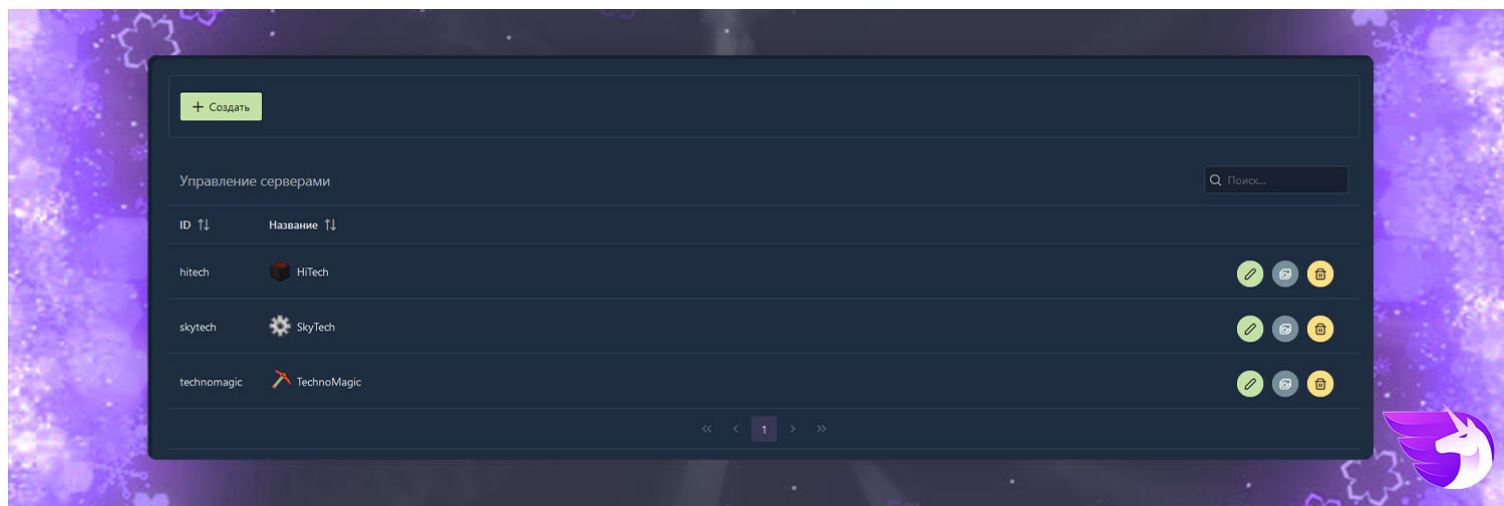 Создать
Управление серверами
Поиск...
ID Название
hitech HiTech
skytech SkyTech
technomagic TechnoMagic
« ‹ 1 › »